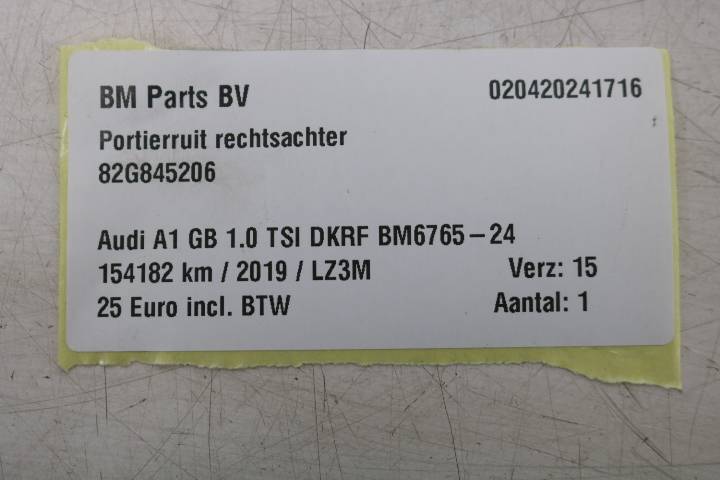 BM Parts BV 020420241716
Portierruit rechtsachter
82G845206
Audi A1 GB 1.0 TSI DKRF BM6765-24
154182 km / 2019 / LZ3M Verz: 15
25 Euro incl. BTW Aantal: 1